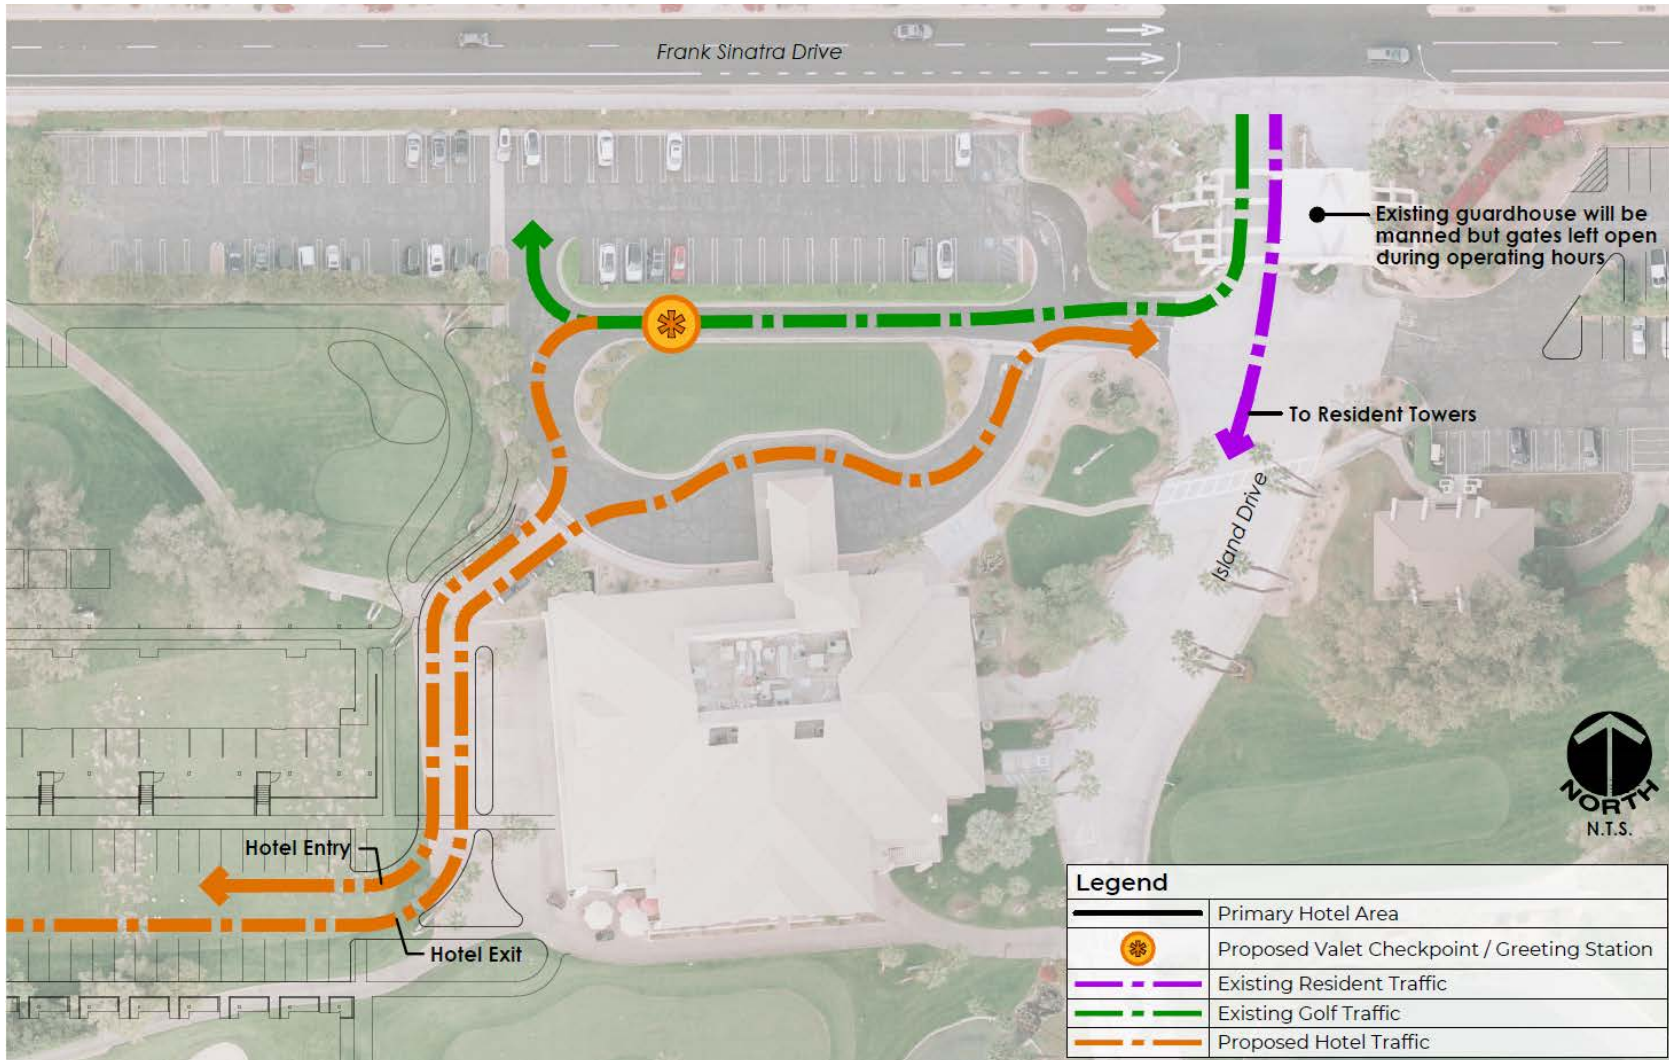 Frank Sinatra Drive
Existing guardhouse will be
manned but gates left open
during operating hours
To Resident Towers
Island Drive
NORTH
N.T.S.
Hotel Entry
Hotel Exit
Legend
Primary Hotel Area
Proposed Valet Checkpoint / Greeting Station
Existing Resident Traffic
Existing Golf Traffic
Proposed Hotel Traffic